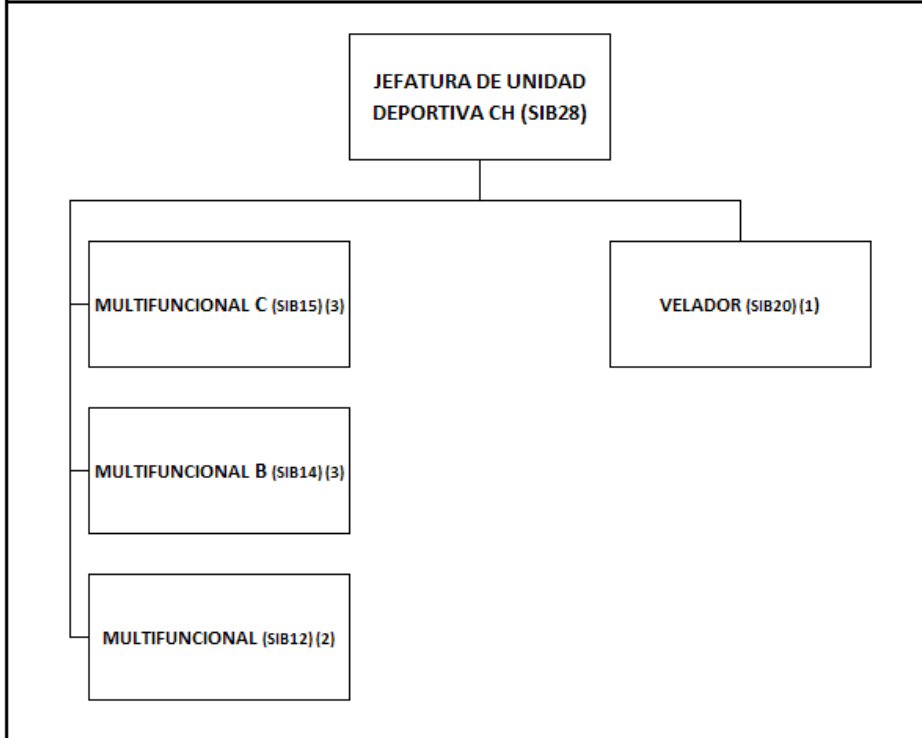 JEFATURA DE UNIDAD
DEPORTIVA CH (SIB28)
MULTIFUNCIONAL C (SIB15) (3)
VELADOR (SIB20) (1)
MULTIFUNCIONAL B (SIB14) (3)
MULTIFUNCIONAL (SIB12) (2)